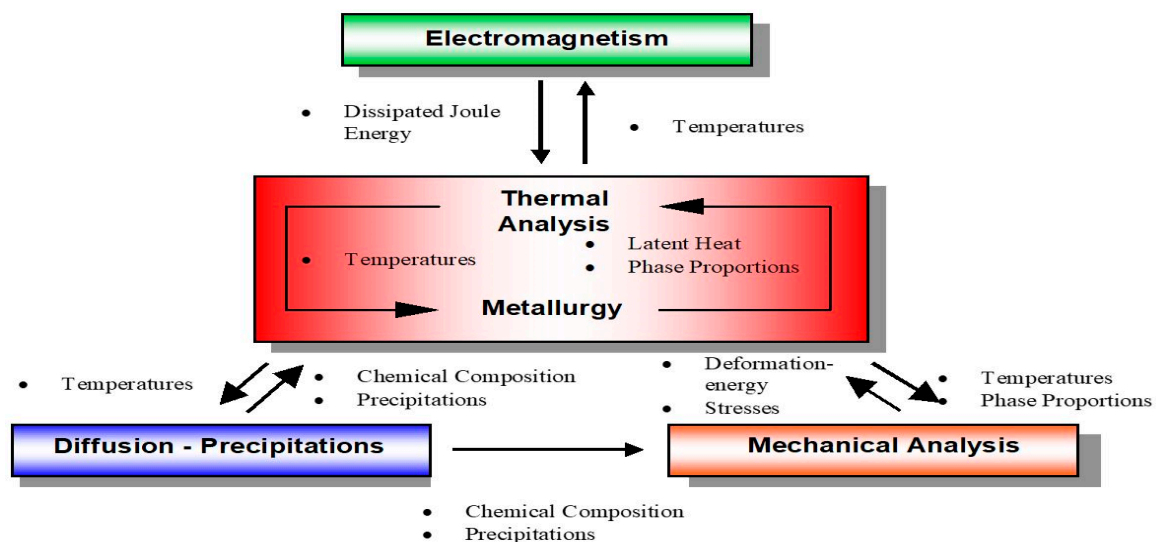 Electromagnetism
• Dissipated Joule
Energy
• Temperatures
Thermal
Analysis
• Temperatures
• Latent Heat
• Phase Proportions
Metallurgy
• Temperatures
• Chemical Composition
• Precipitations
• Deformation-
energy
• Stresses
• Temperatures
• Phase Proportions
Diffusion - Precipitations
Mechanical Analysis
• Chemical Composition
• Precipitations